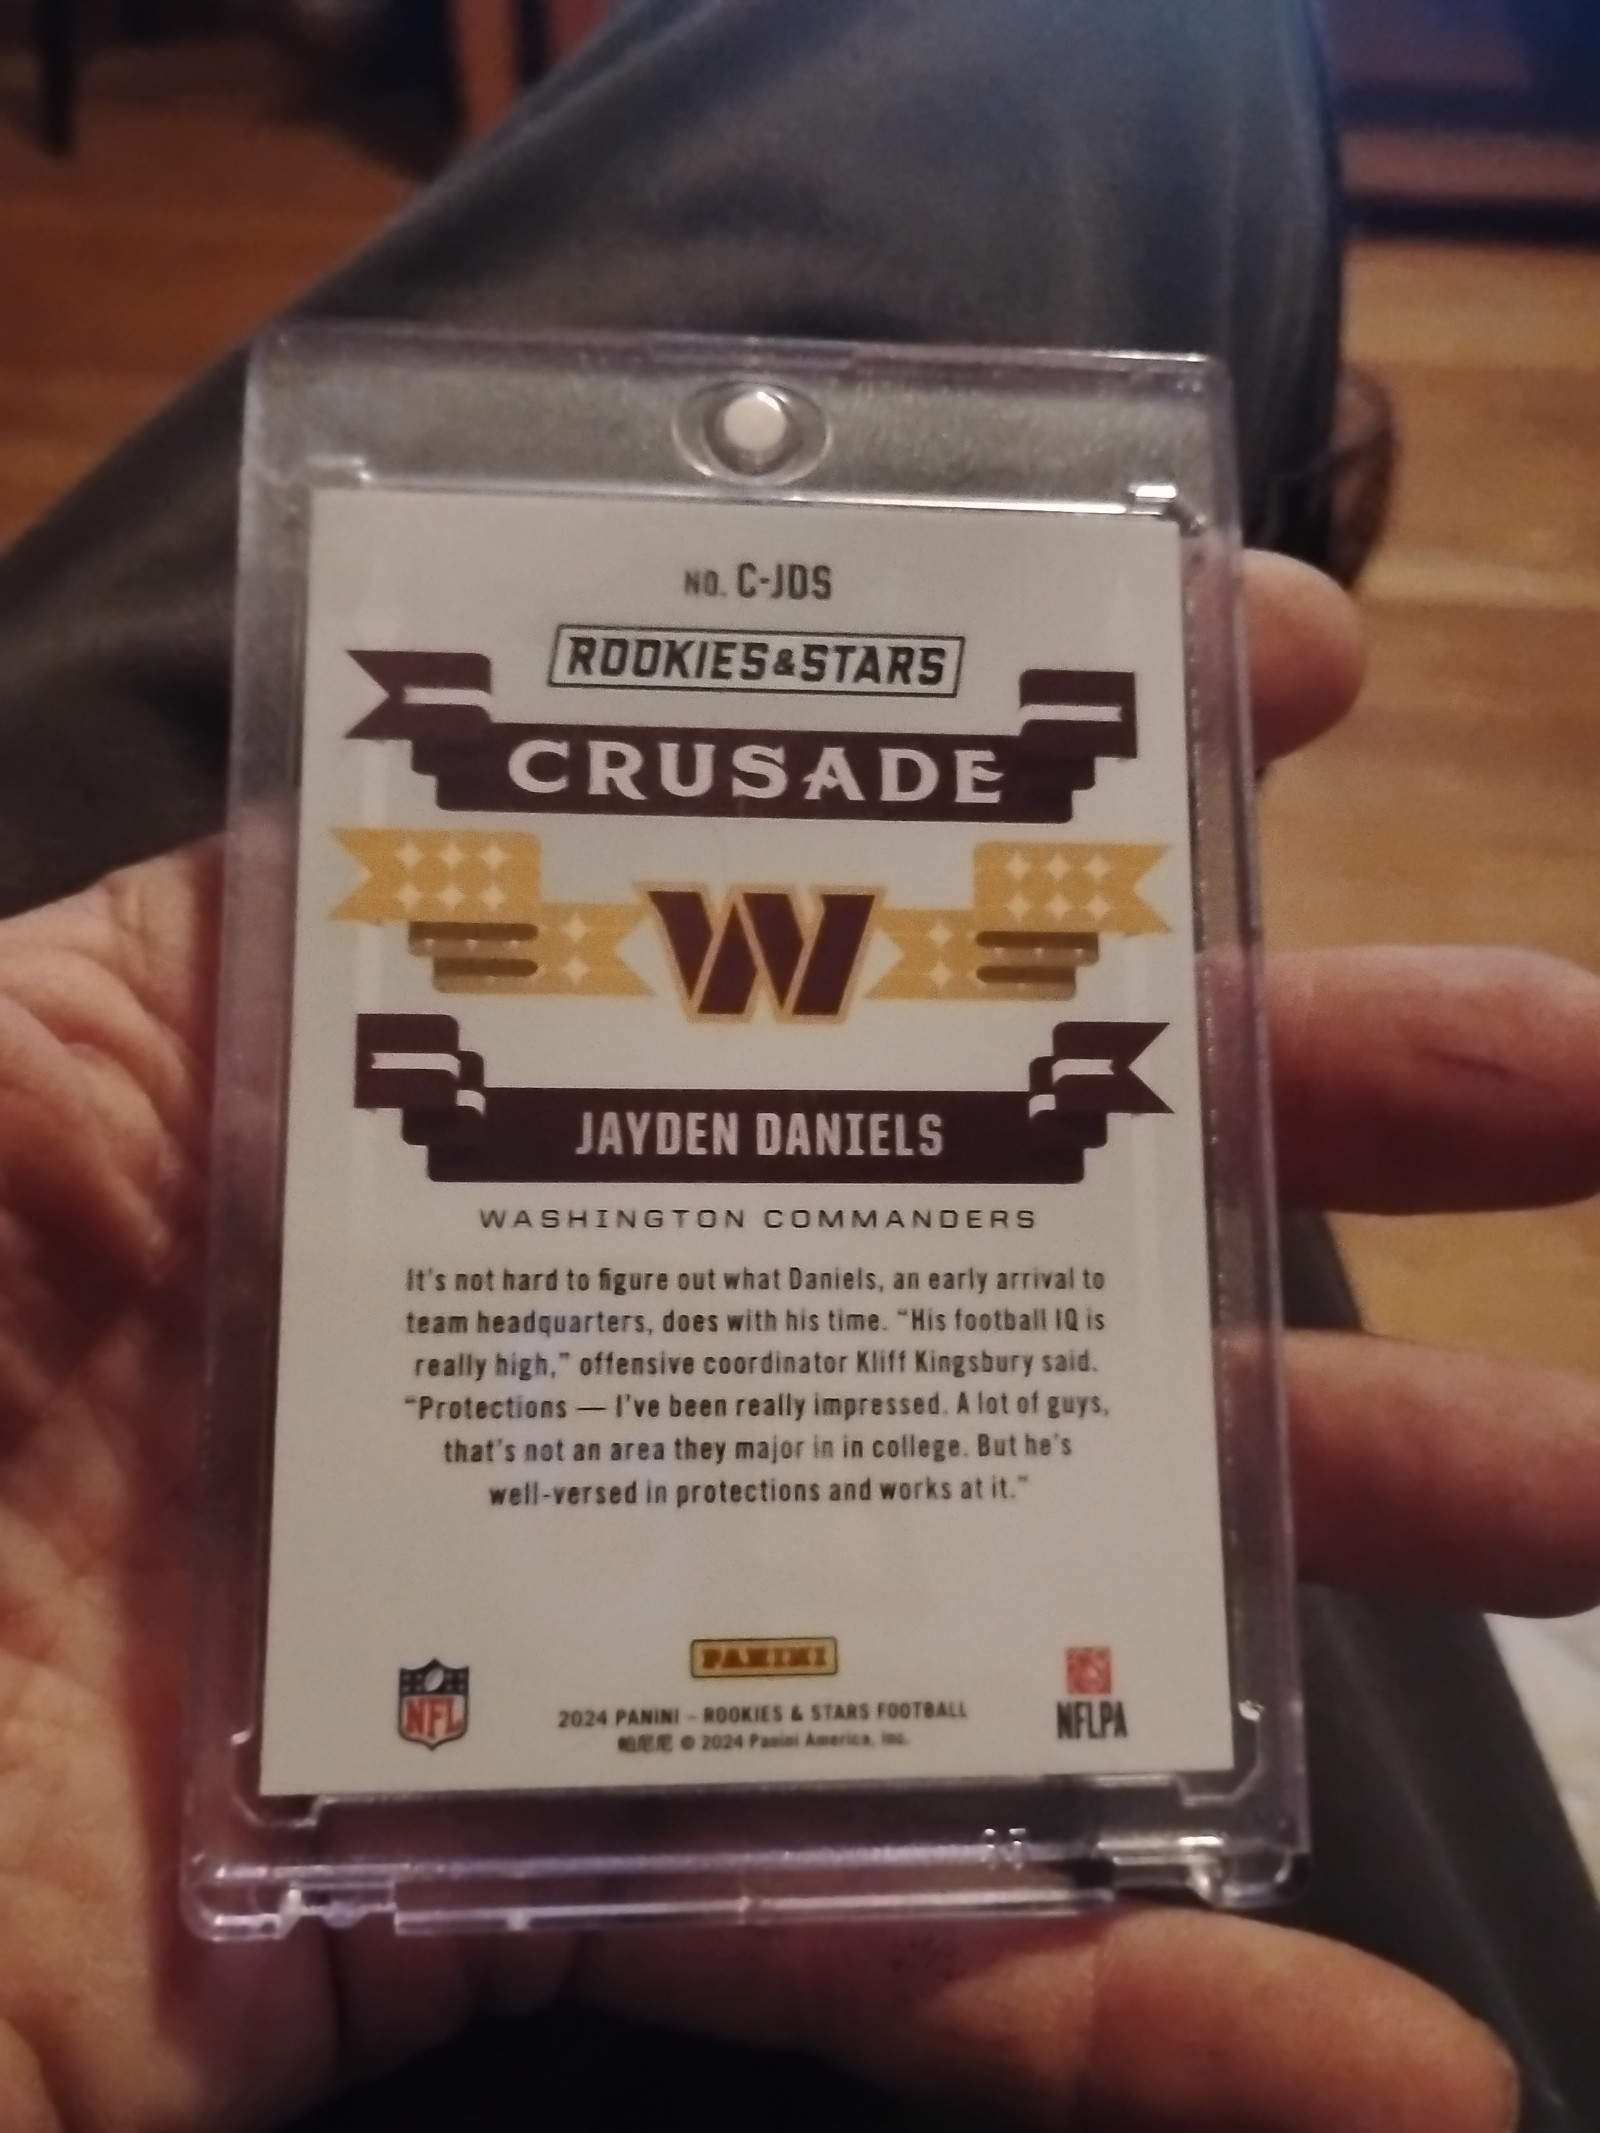 NO. C-JDS
ROOKIES&STARS
CRUSADE
W
JAYDEN DANIELS
WASHINGTON COMMANDERS
It's not hard to figure out what Daniels, an early arrival to
team headquarters, does with his time. “His football IQ is
really high,” offensive coordinator Kliff Kingsbury said.
“Protections — I've been really impressed. A lot of guys,
that's not an area they major in in college. But he's
well-versed in protections and works at it.”
PANINI
NFL
2024 PANINI – ROOKIES & STARS FOOTBALL
帕尼尼 © 2024 Panini America, Inc.
NFLPA